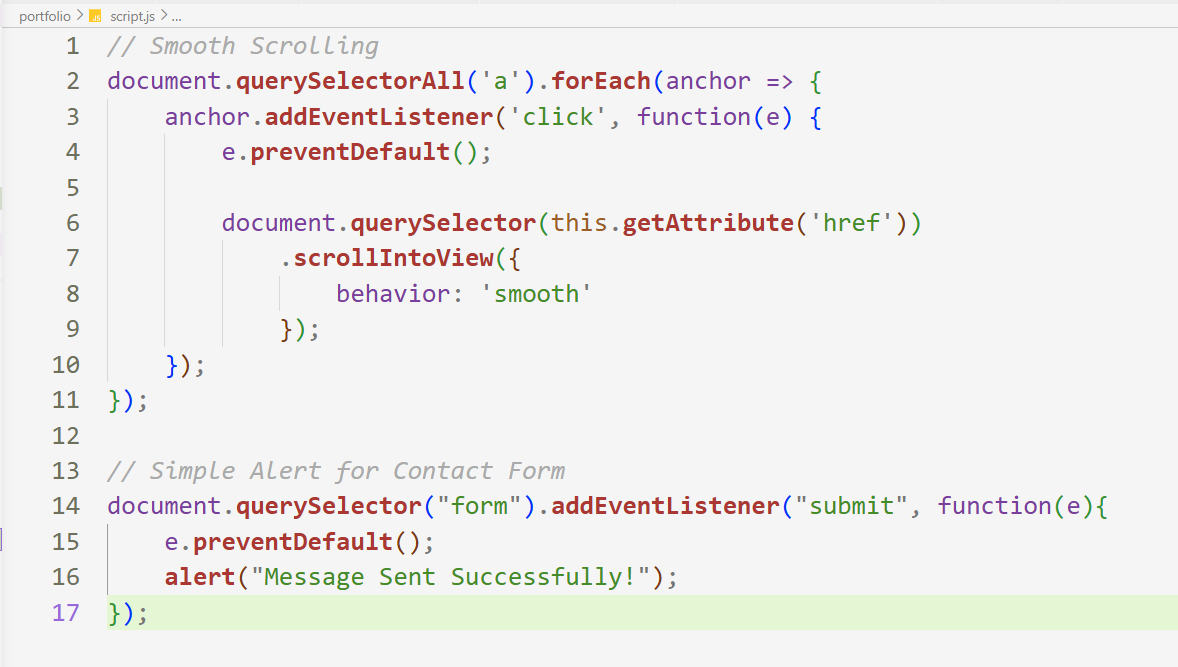 portfolio > JS script.js > ...
1 // Smooth Scrolling
2 document.querySelectorAll('a').forEach(anchor => {
3     anchor.addEventListener('click', function(e) {
4         e.preventDefault();
5
6         document.querySelector(this.getAttribute('href'))
7             .scrollIntoView({
8                 behavior: 'smooth'
9             });
10     });
11 });
12
13 // Simple Alert for Contact Form
14 document.querySelector("form").addEventListener("submit", function(e){
15     e.preventDefault();
16     alert("Message Sent Successfully!");
17 });